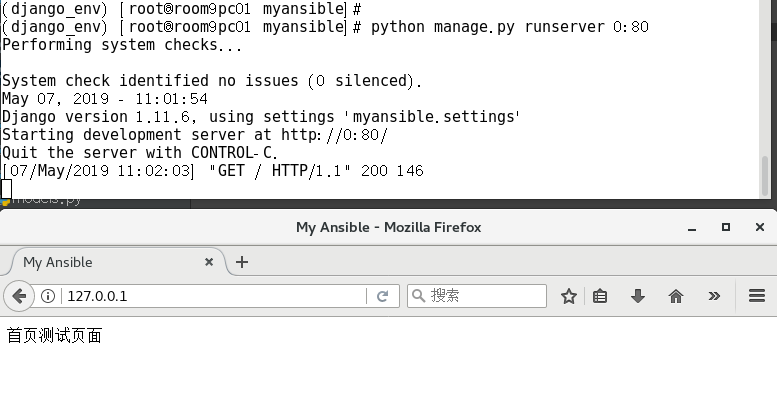 (django_env) [root@room9pc01 myansible]#
(django_env) [root@room9pc01 myansible]# python manage.py runserver 0:80
Performing system checks...
System check identified no issues (0 silenced).
May 07, 2019 - 11:01:54
Django version 1.11.6, using settings 'myansible.settings'
Starting development server at http://0:80/
Quit the server with CONTROL-C.
[07/May/2019 11:02:03] "GET / HTTP/1.1" 200 146
models.py
My Ansible - Mozilla Firefox
My Ansible
127.0.0.1
搜索
首页测试页面